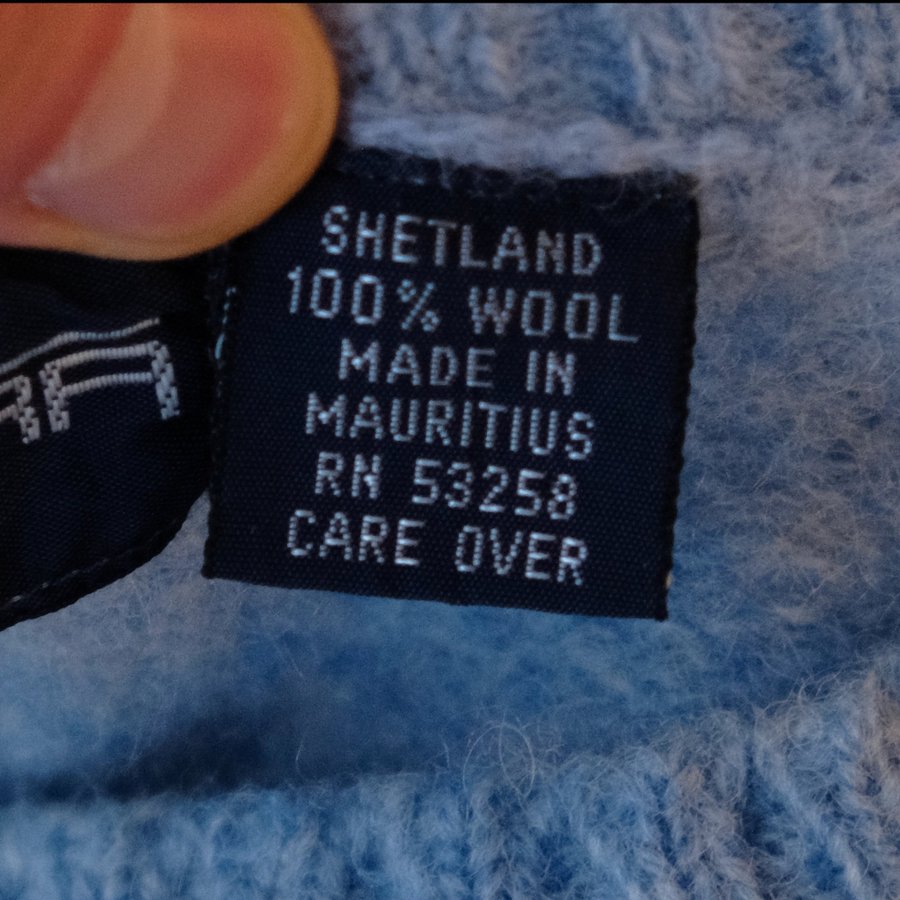 SHETLAND
100% WOOL
MADE IN
MAURITIUS
RN 53258
CARE OVER